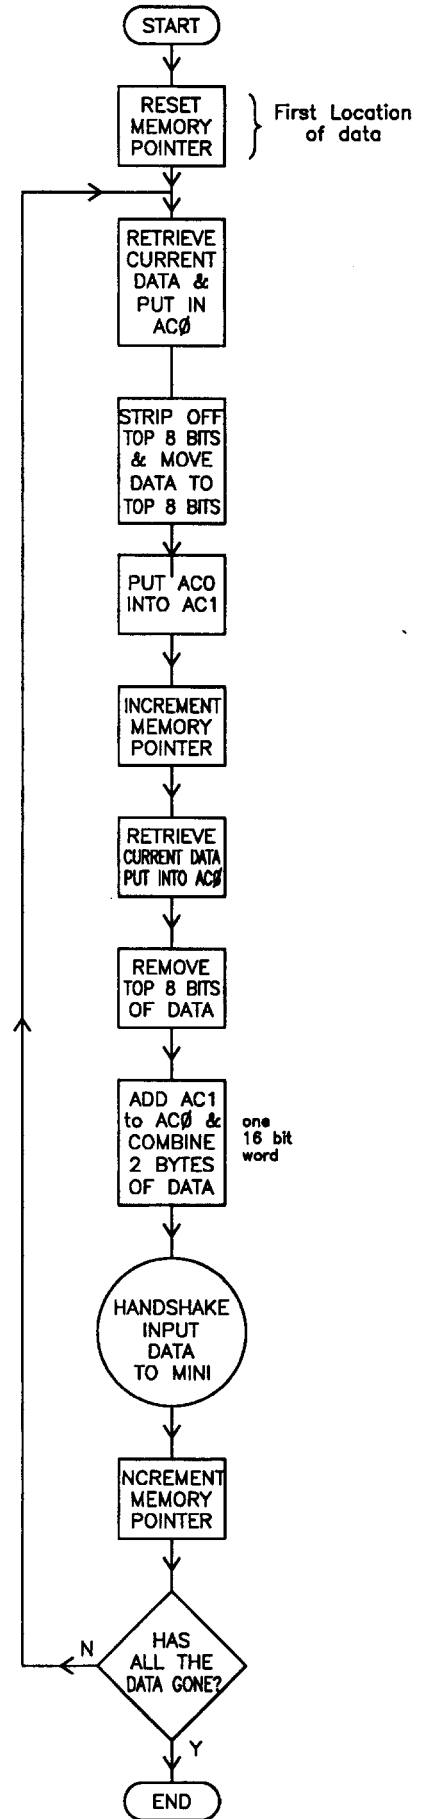 START
RESET
MEMORY
POINTER
First Location
of data
RETRIEVE
CURRENT
DATA &
PUT IN
ACØ
STRIP OFF
TOP 8 BITS
& MOVE
DATA TO
TOP 8 BITS
PUT AC0
INTO AC1
INCREMENT
MEMORY
POINTER
RETRIEVE
CURRENT DATA
PUT INTO ACØ
REMOVE
TOP 8 BITS
OF DATA
ADD AC1
to ACØ &
COMBINE
2 BYTES
OF DATA
one
16 bit
word
HANDSHAKE
INPUT
DATA
TO MINI
NCREMENT
MEMORY
POINTER
HAS
ALL THE
DATA GONE?
N
Y
END